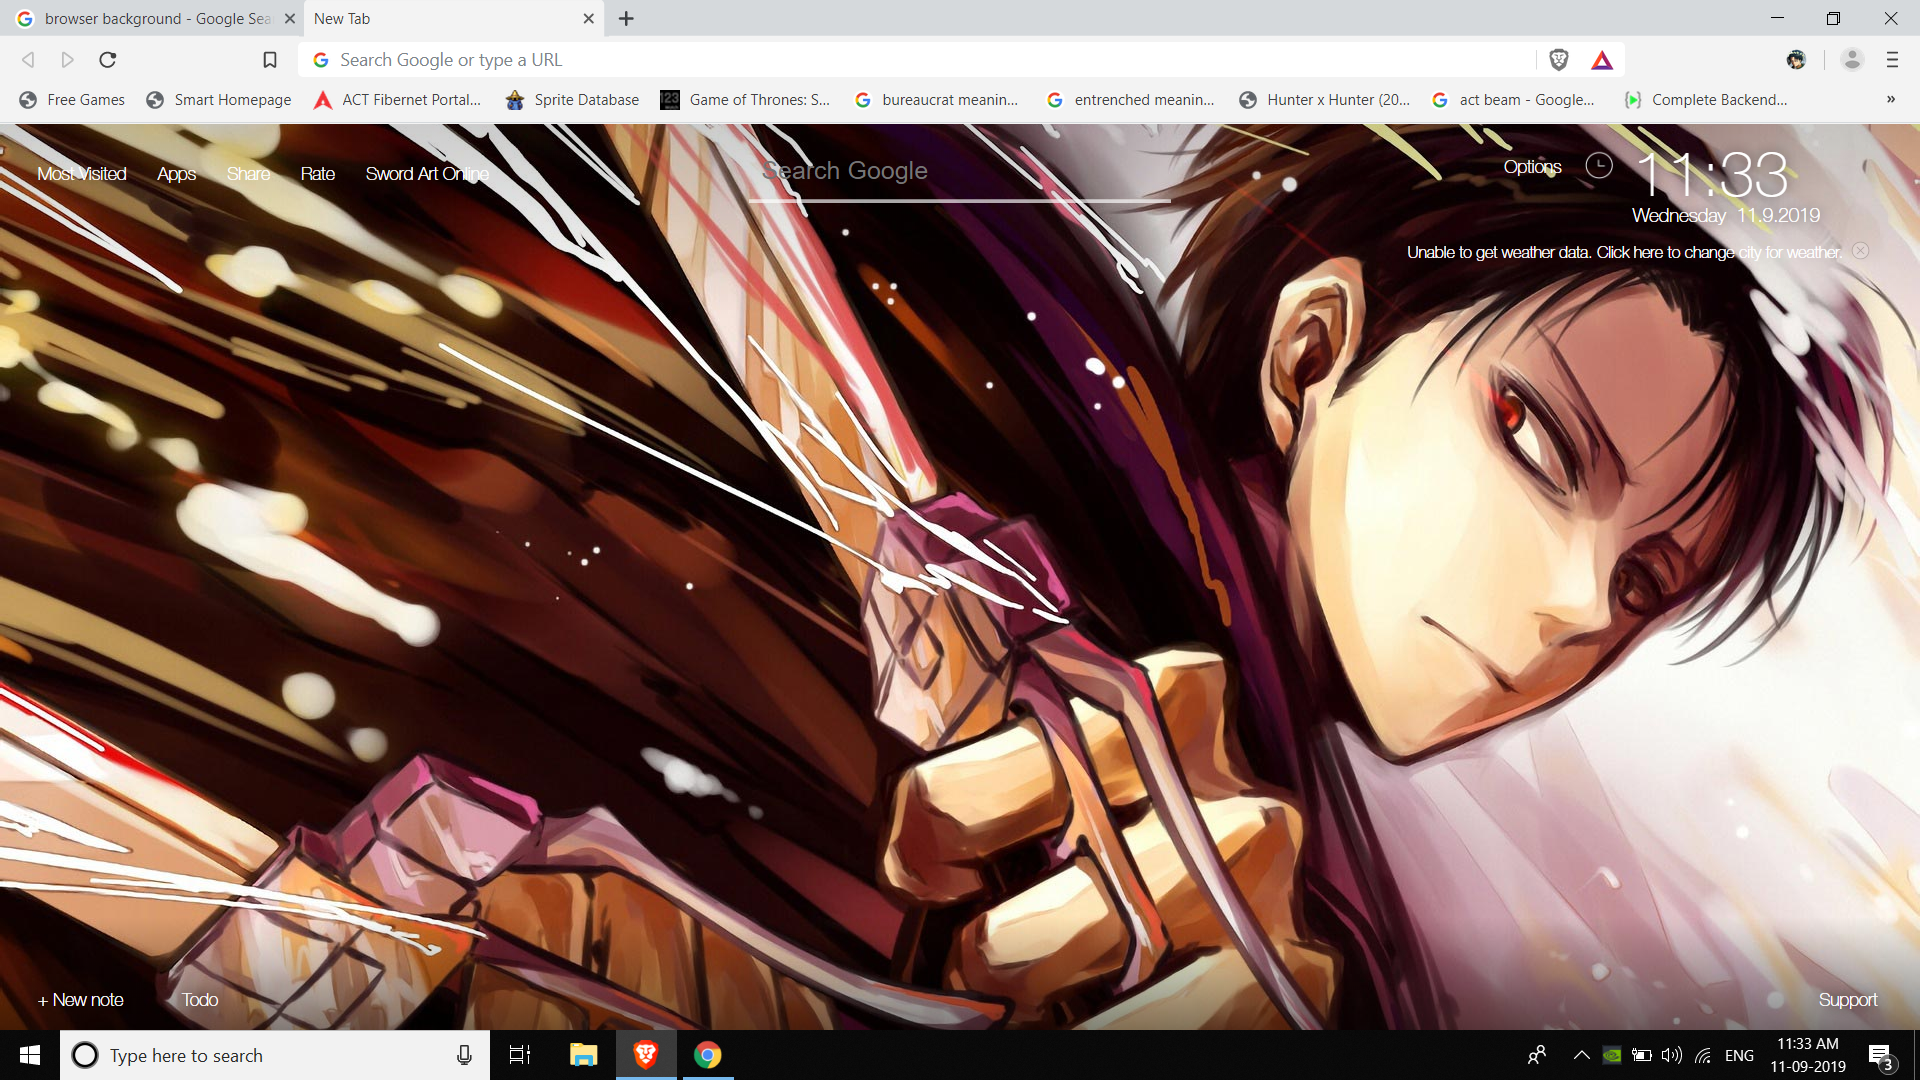 browser background - Google Sea
New Tab
Search Google or type a URL
Free Games
Smart Homepage
ACT Fibernet Portal...
Sprite Database
Game of Thrones: S...
bureaucrat meanin...
entrenched meanin...
Hunter x Hunter (20...
act beam - Google...
Complete Backend...
»
Most Visited
Apps
Share
Rate
Sword Art Online
Search Google
Options
11:33
Wednesday 11.9.2019
Unable to get weather data. Click here to change city for weather.
+ New note
Todo
Support
Type here to search
ENG
11:33 AM
11-09-2019
3